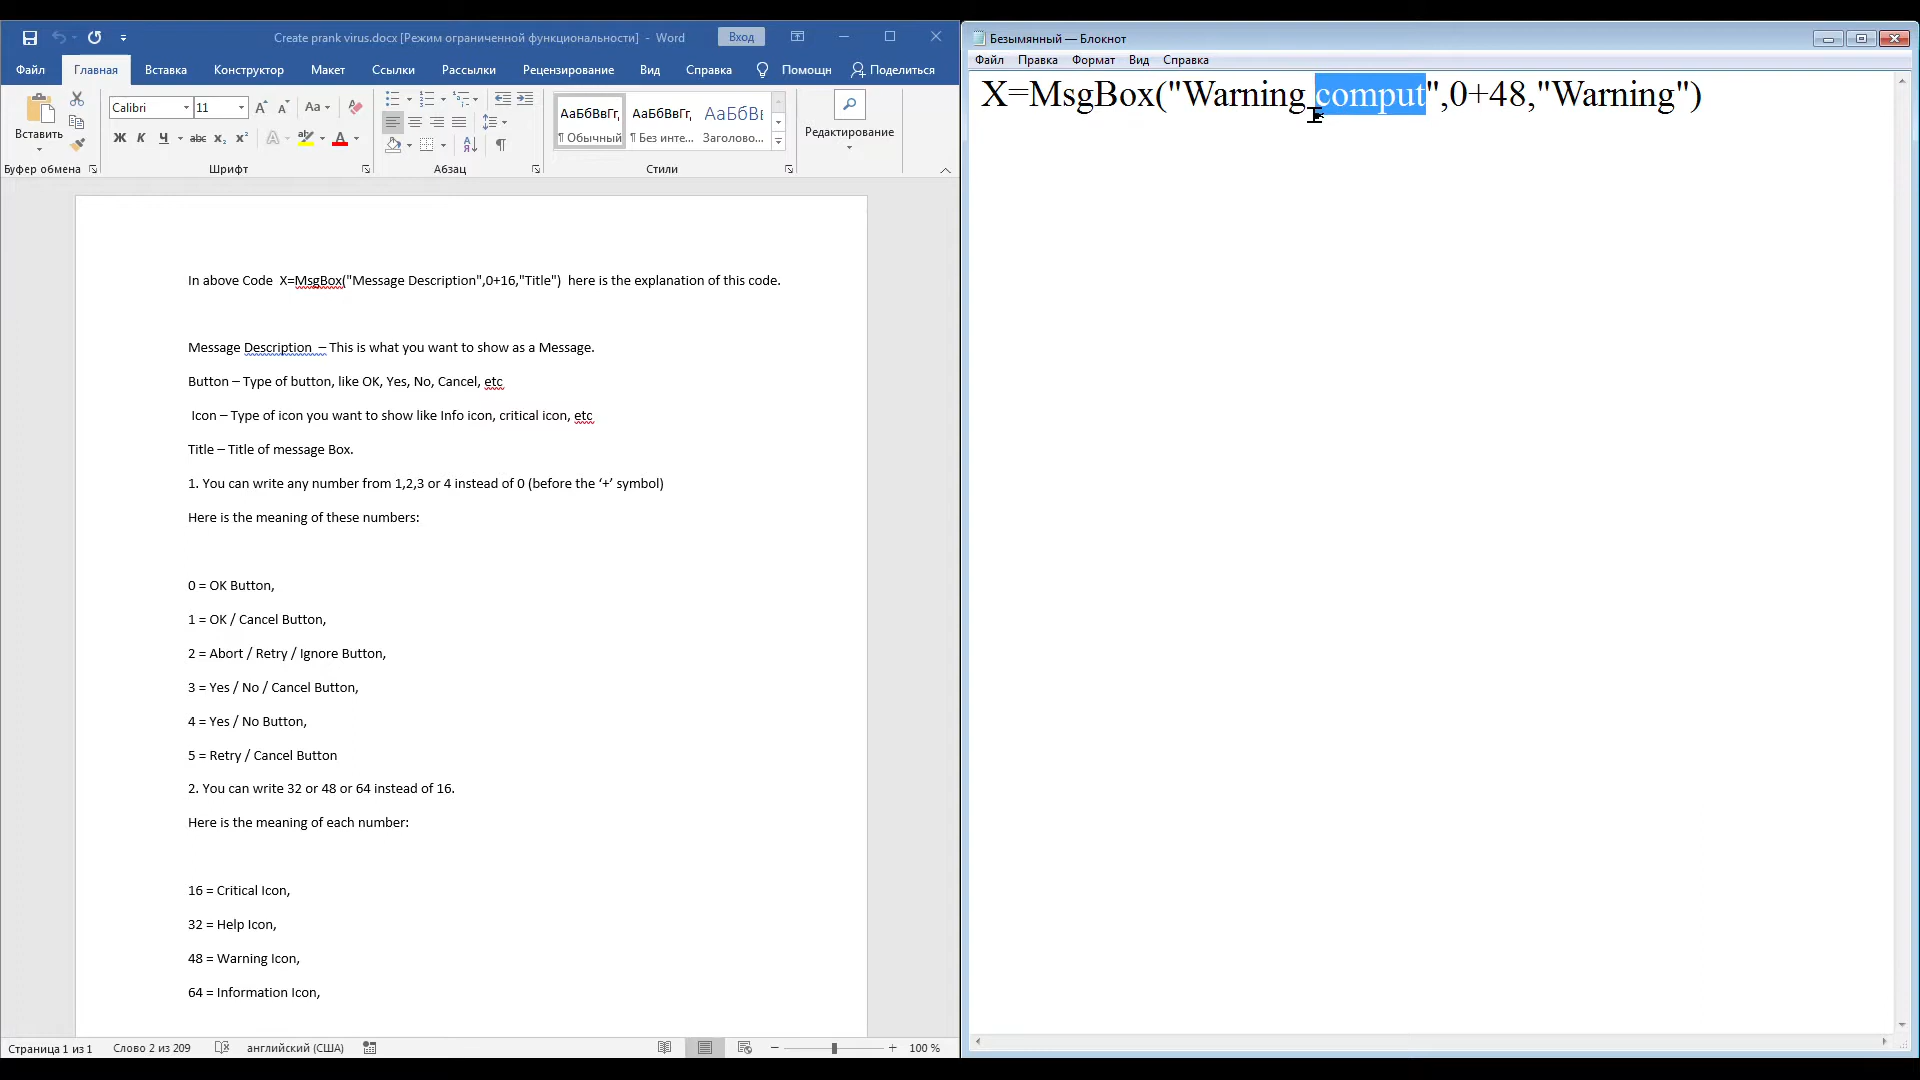 Create prank virus.docx [Режим ограниченной функциональности] - Word
Вход
Файл Главная Вставка Конструктор Макет Ссылки Рассылки Рецензирование Вид Справка Помощь Поделиться
Вставить
Calibri 11 Aa
Ж К Ч abc x₂ x² A A
АаБбВвГг, АаБбВвГг, АаБбВі
¶ Обычный ¶ Без инте... Заголово...
Редактирование
Буфер обмена Шрифт Абзац Стили
In above Code X=MsgBox("Message Description",0+16,"Title") here is the explanation of this code.
Message Description – This is what you want to show as a Message.
Button – Type of button, like OK, Yes, No, Cancel, etc
Icon – Type of icon you want to show like Info icon, critical icon, etc
Title – Title of message Box.
1. You can write any number from 1,2,3 or 4 instead of 0 (before the ‘+’ symbol)
Here is the meaning of these numbers:
0 = OK Button,
1 = OK / Cancel Button,
2 = Abort / Retry / Ignore Button,
3 = Yes / No / Cancel Button,
4 = Yes / No Button,
5 = Retry / Cancel Button
2. You can write 32 or 48 or 64 instead of 16.
Here is the meaning of each number:
16 = Critical Icon,
32 = Help Icon,
48 = Warning Icon,
64 = Information Icon,
Страница 1 из 1 Слово 2 из 209 английский (США) 100 %
Безымянный — Блокнот
Файл Правка Формат Вид Справка
X=MsgBox("Warning comput",0+48,"Warning")